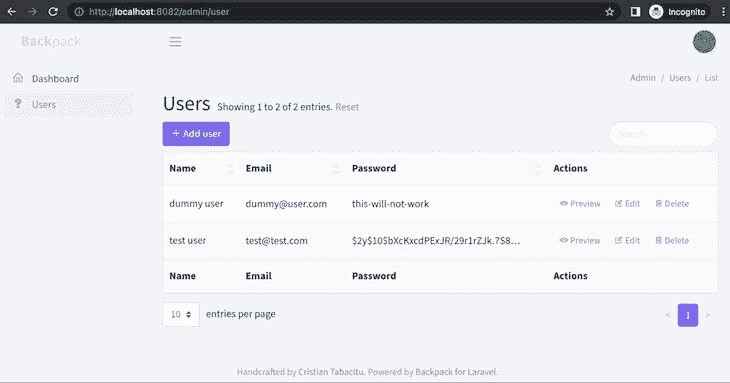 http://localhost:8082/admin/user
Incognito
Backpack
Dashboard
Users
Admin / Users / List
Users Showing 1 to 2 of 2 entries. Reset
+ Add user
Search...
Name Email Password Actions
dummy user dummy@user.com this-will-not-work Preview Edit Delete
test user test@test.com $2y$10$bXcKxcdPExJR/29r1rZJk.7S8... Preview Edit Delete
Name Email Password Actions
10 entries per page
< 1 >
Handcrafted by Cristian Tabacitu. Powered by Backpack for Laravel.